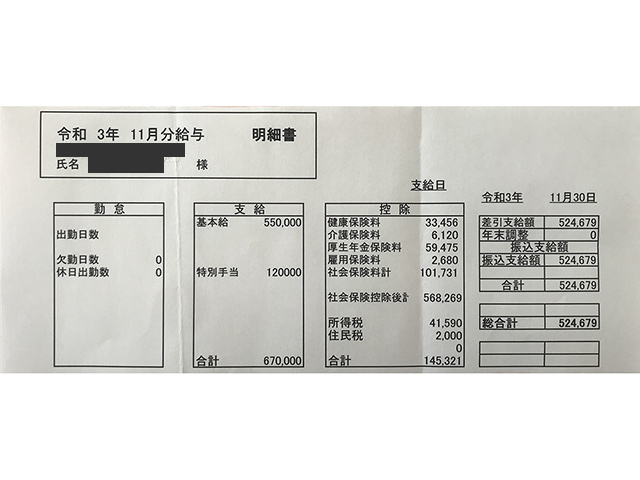 令和 3年 11月分給与 明細書
氏名 様
支給日 令和3年 11月30日
勤怠
出勤日数
欠勤日数 0
休日出勤数 0
支給
基本給 550,000
特別手当 120000
合計 670,000
控除
健康保険料 33,456
介護保険料 6,120
厚生年金保険料 59,475
雇用保険料 2,680
社会保険料計 101,731
社会保険控除後計 568,269
所得税 41,590
住民税 2,000
0
合計 145,321
差引支給額 524,679
年末調整 0
振込支給額
振込支給額 524,679
合計 524,679
総合計 524,679